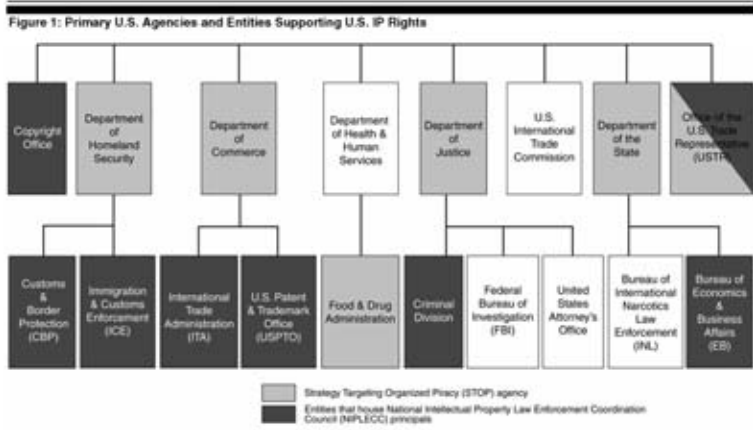 Figure 1: Primary U.S. Agencies and Entities Supporting U.S. IP Rights
Copyright
Office
Department
of
Homeland
Security
Department
of
Commerce
Department
of Health &
Human
Services
Department
of
Justice
U.S.
International
Trade
Commission
Department
of the
State
Office of the
U.S. Trade
Representative
(USTR)
Customs
&
Border
Protection
(CBP)
Immigration
& Customs
Enforcement
(ICE)
International
Trade
Administration
(ITA)
U.S. Patent
& Trademark
Office
(USPTO)
Food & Drug
Administration
Criminal
Division
Federal
Bureau of
Investigation
(FBI)
United
States
Attorney's
Office
Bureau of
International
Narcotics
Law
Enforcement
(INL)
Bureau of
Economics
&
Business
Affairs
(EB)
Strategy Targeting Organized Piracy (STOP) agency
Entities that house National Intellectual Property Law Enforcement Coordination
Council (NIPLECC) principals